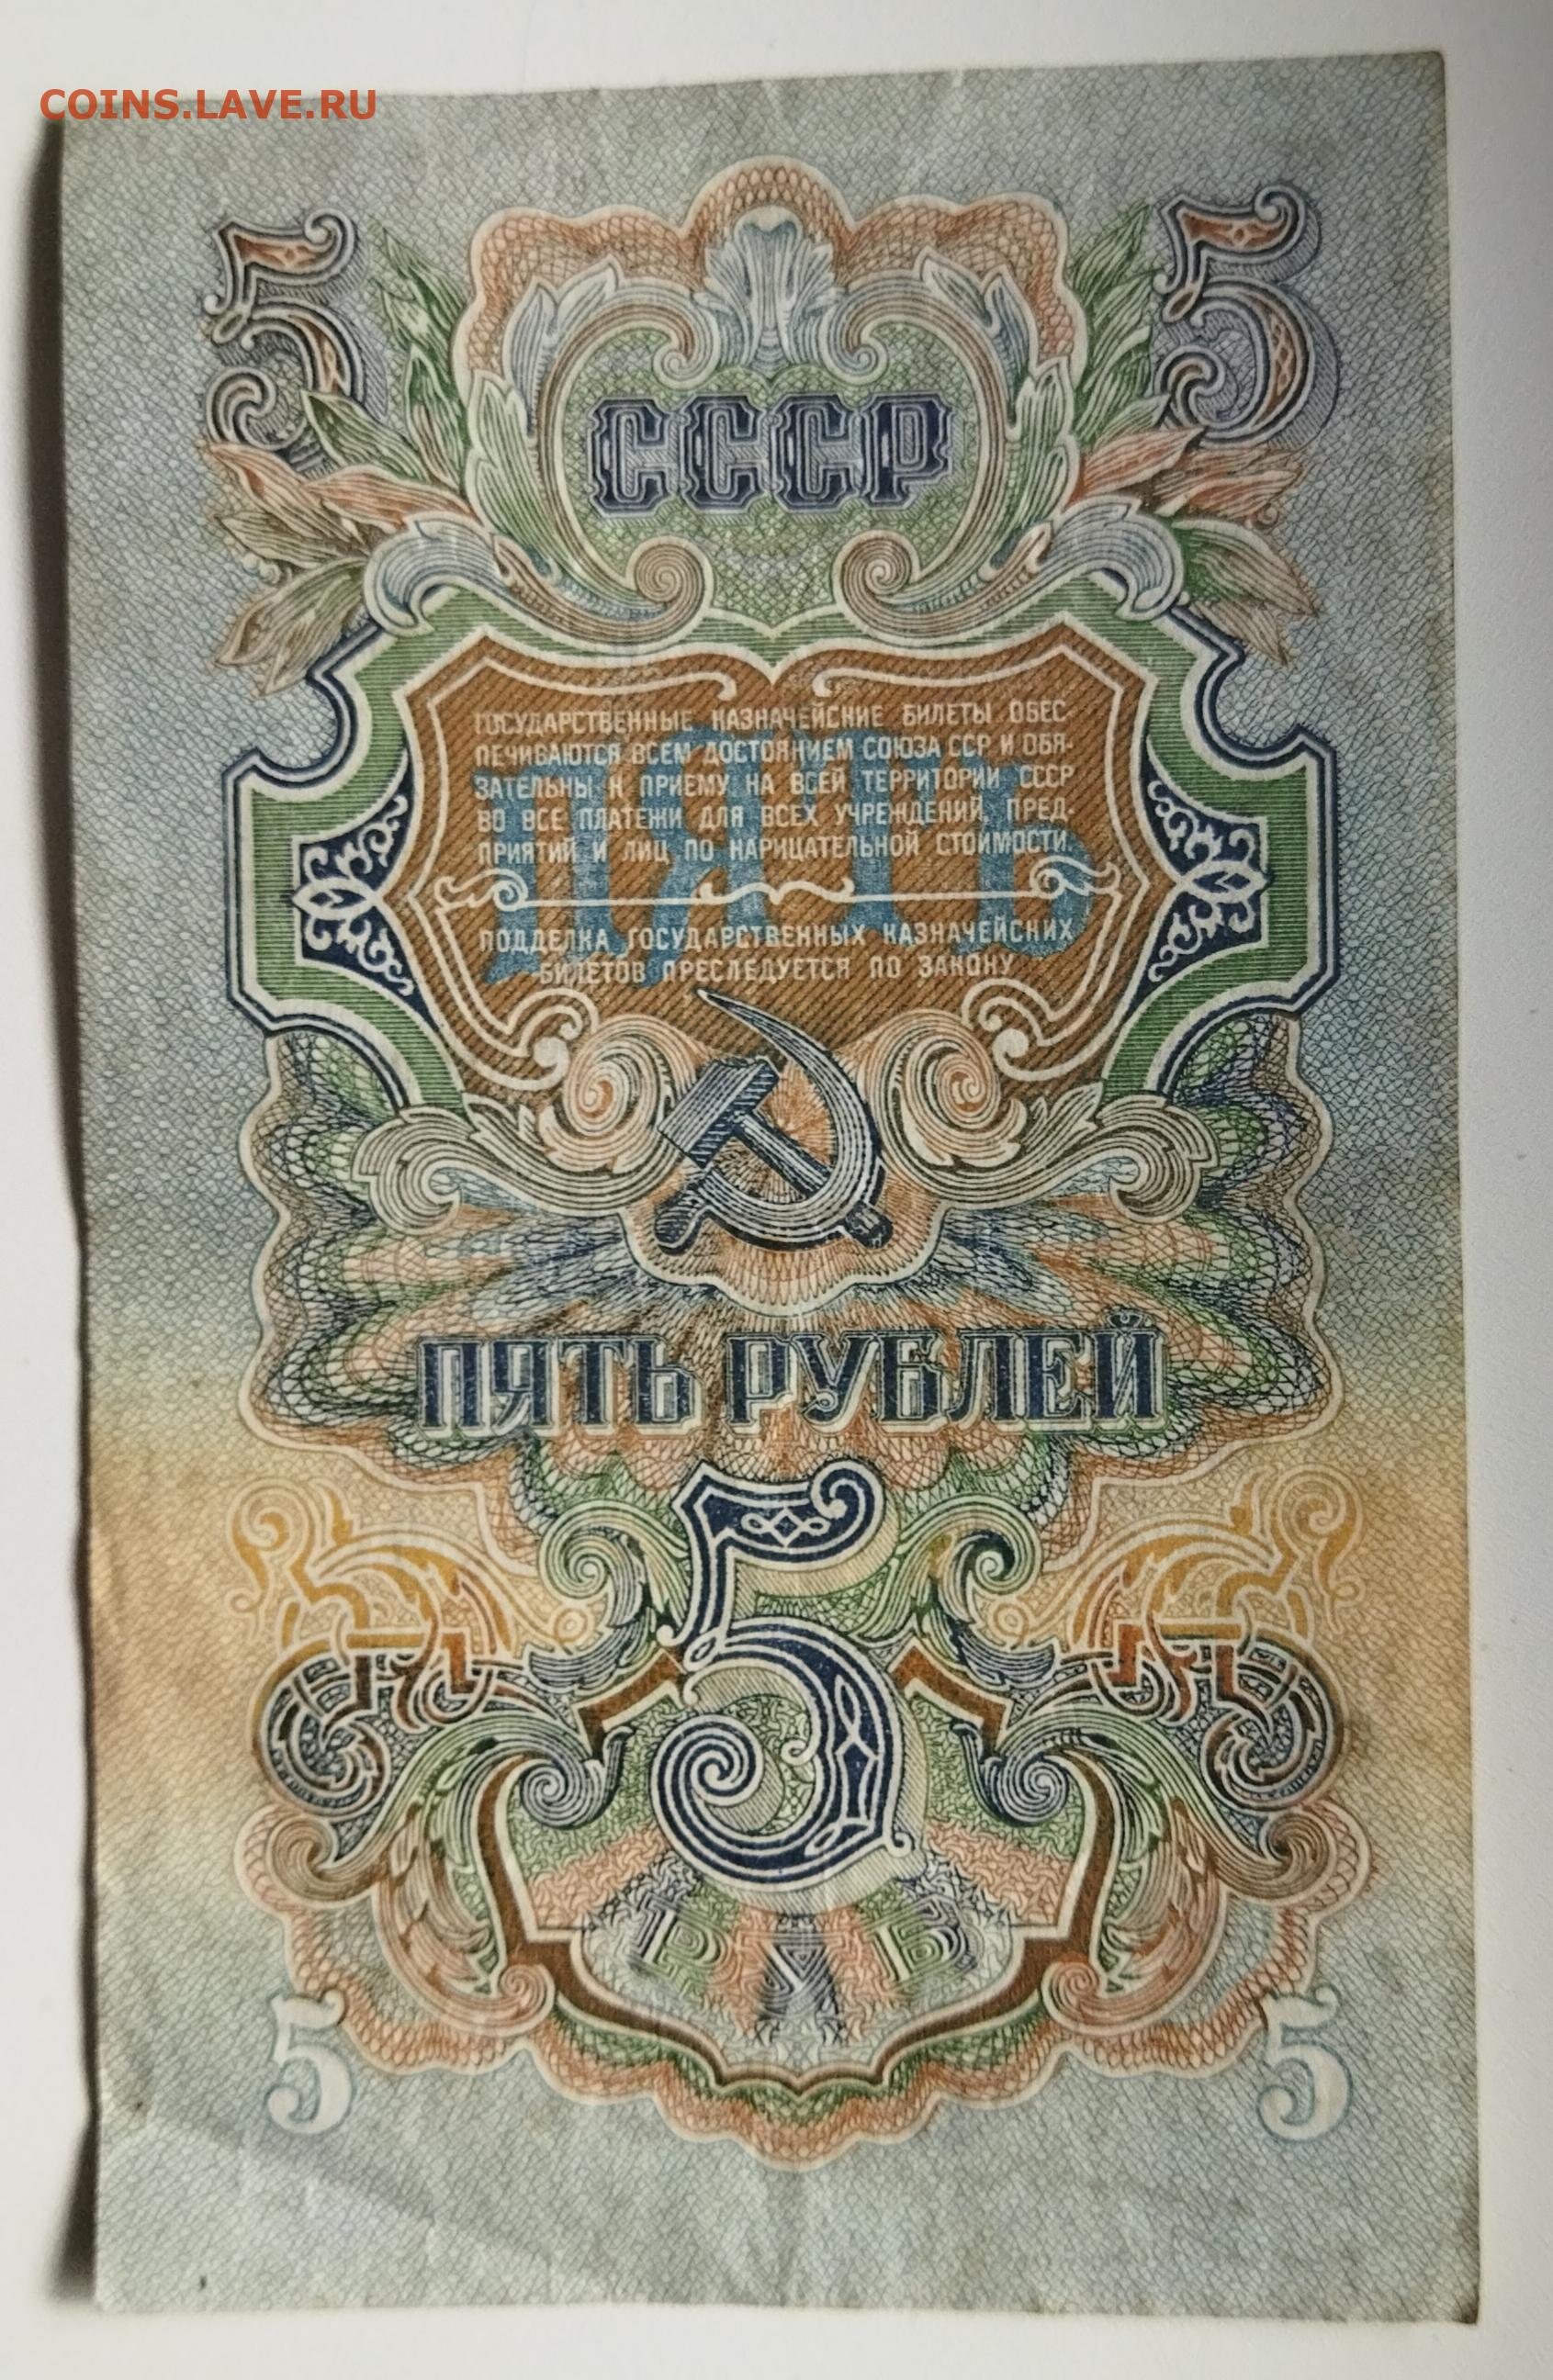 COINS.LAVE.RU
5 5
СССР
ГОСУДАРСТВЕННЫЕ КАЗНАЧЕЙСКИЕ БИЛЕТЫ ОБЕС-
ПЕЧИВАЮТСЯ ВСЕМ ДОСТОЯНИЕМ СОЮЗА ССР И ОБЯ-
ЗАТЕЛЬНЫ К ПРИЕМУ НА ВСЕЙ ТЕРРИТОРИИ СССР
ВО ВСЕ ПЛАТЕЖИ ДЛЯ ВСЕХ УЧРЕЖДЕНИЙ, ПРЕД-
ПРИЯТИЙ И ЛИЦ ПО НАРИЦАТЕЛЬНОЙ СТОИМОСТИ.
ПЯТЬ
ПОДДЕЛКА ГОСУДАРСТВЕННЫХ КАЗНАЧЕЙСКИХ
БИЛЕТОВ ПРЕСЛЕДУЕТСЯ ПО ЗАКОНУ
ПЯТЬ РУБЛЕЙ
5
РУБ
5 5